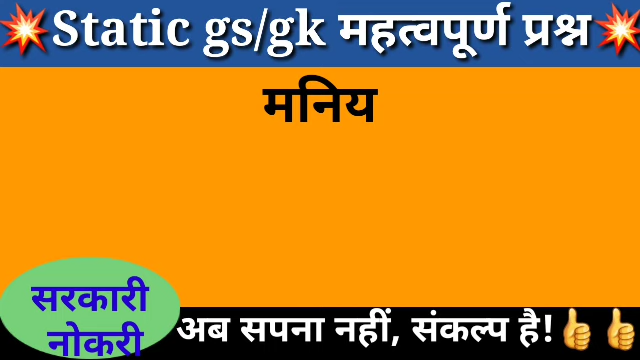 💥Static gs/gk महत्वपूर्ण प्रश्न💥
मनिय
सरकारी
नोकरी
अब सपना नहीं, संकल्प है!👍👍